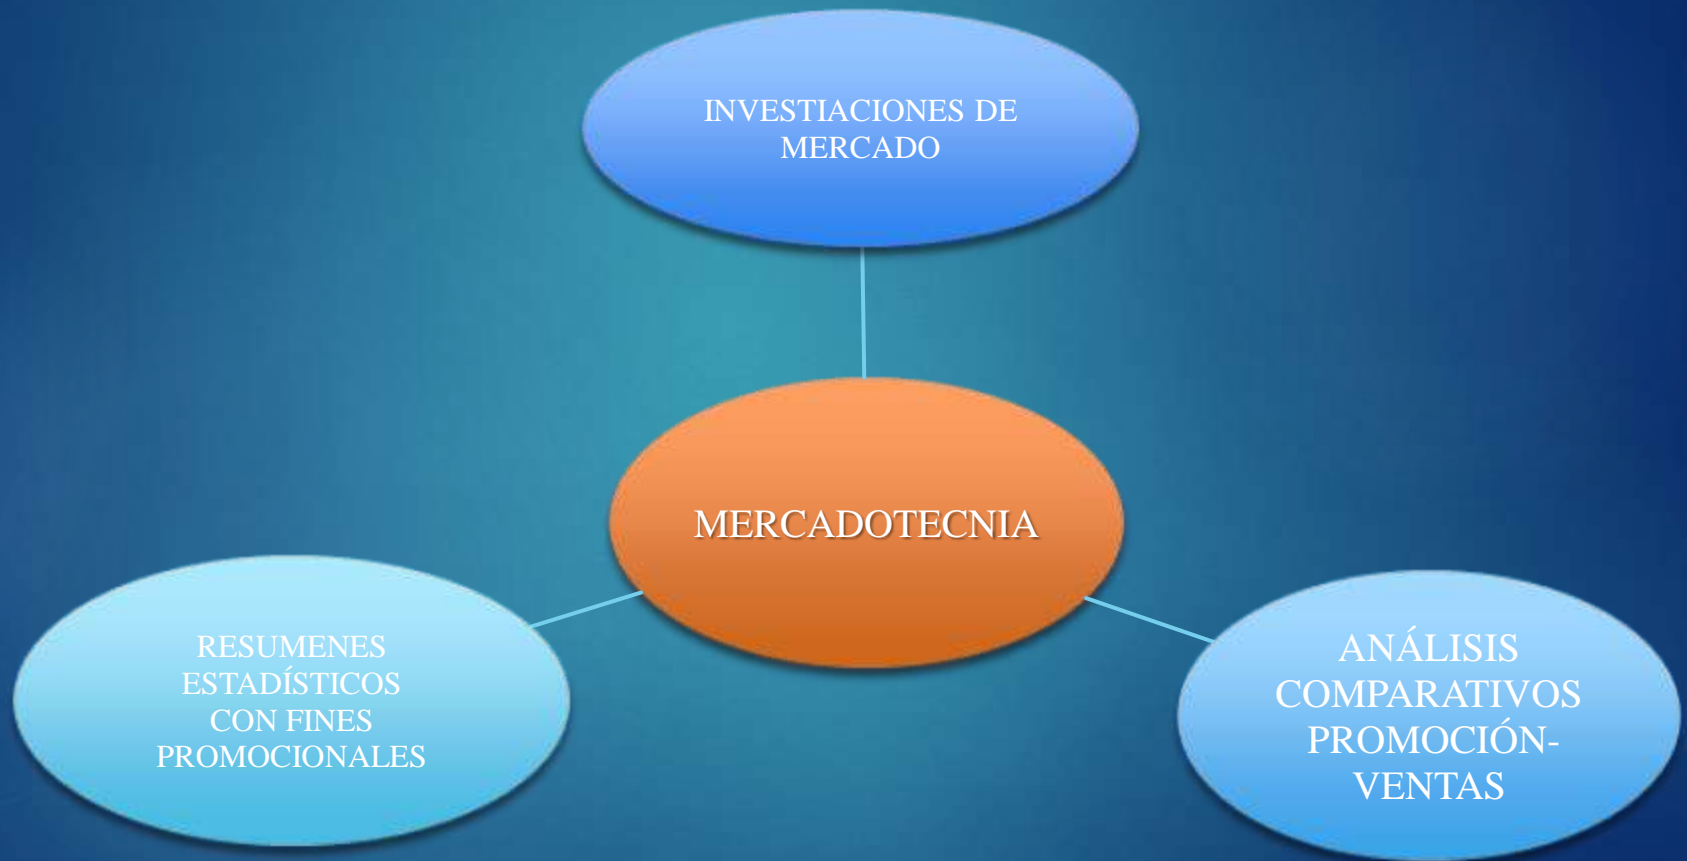 INVESTIACIONES DE
MERCADO
MERCADOTECNIA
RESUMENES
ESTADÍSTICOS
CON FINES
PROMOCIONALES
ANÁLISIS
COMPARATIVOS
PROMOCIÓN-
VENTAS